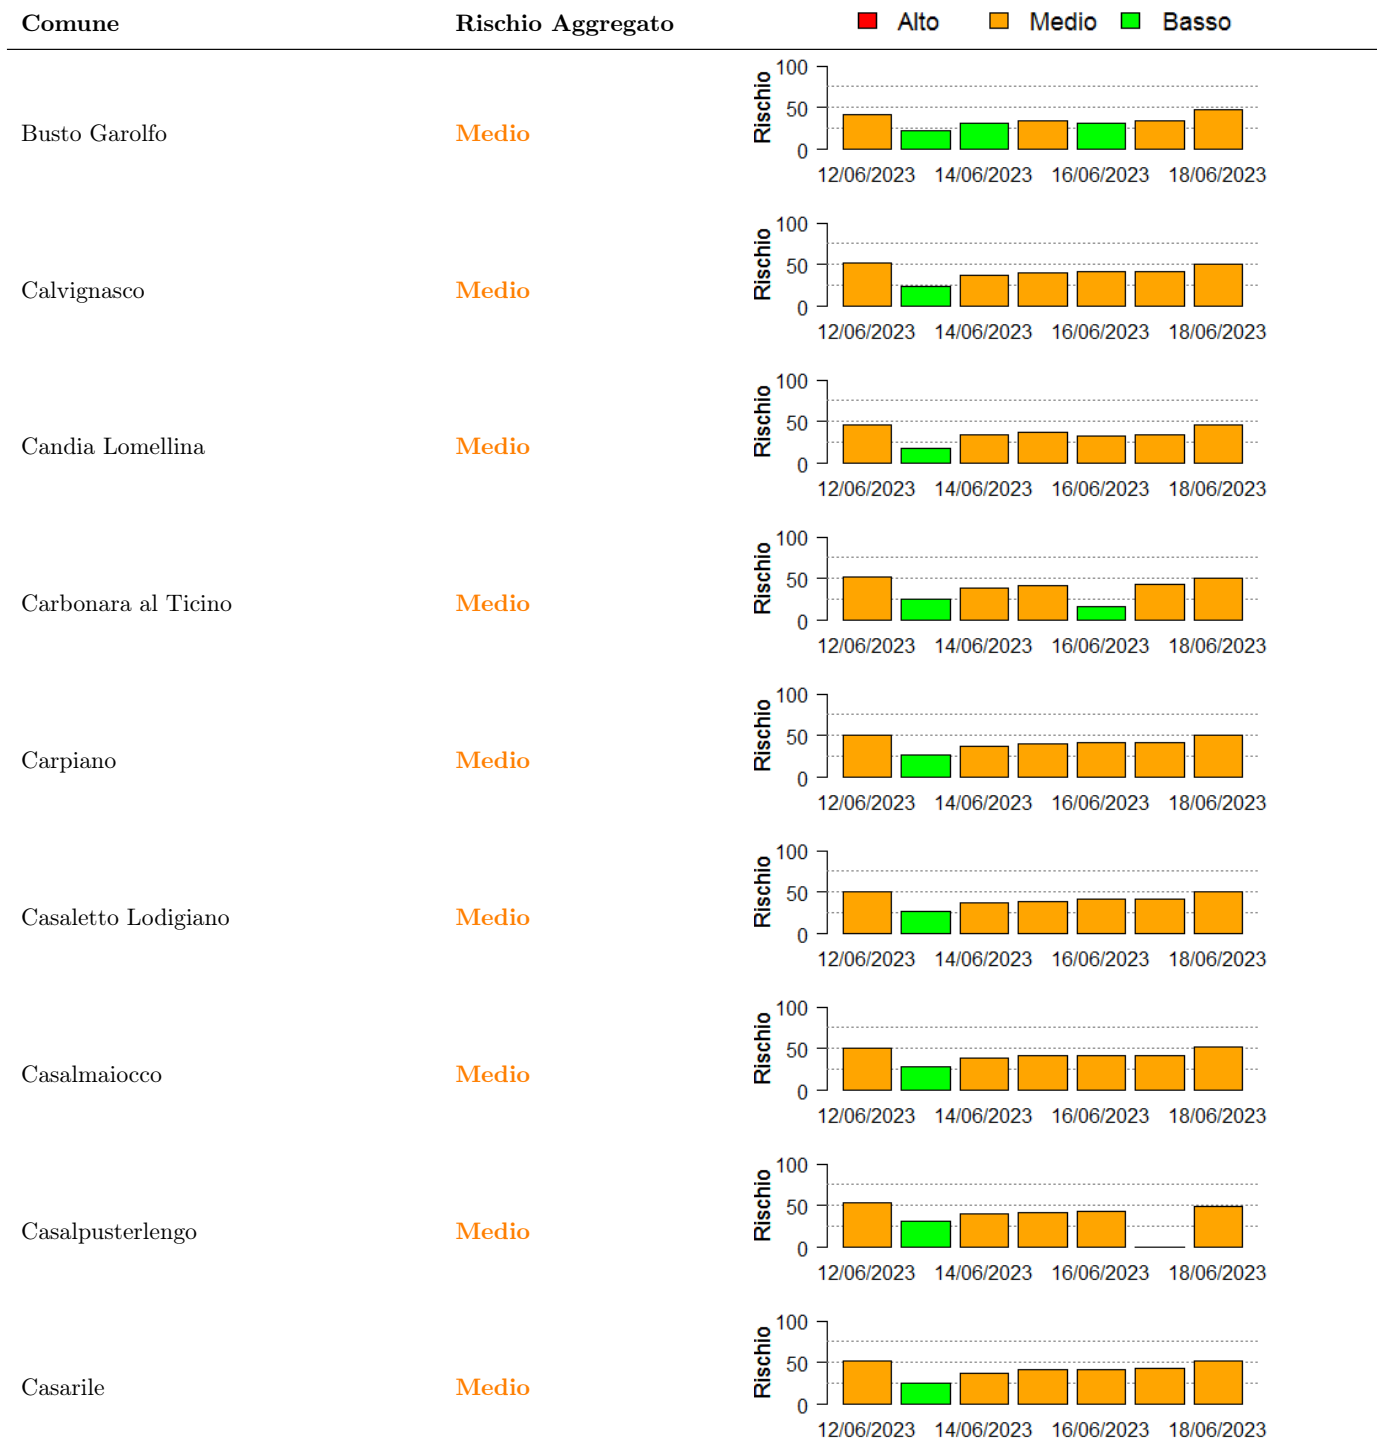 Comune Rischio Aggregato Alto Medio Basso
Busto Garolfo Medio
Rischio
100
50
0
12/06/2023 14/06/2023 16/06/2023 18/06/2023
Calvignasco Medio
Rischio
100
50
0
12/06/2023 14/06/2023 16/06/2023 18/06/2023
Candia Lomellina Medio
Rischio
100
50
0
12/06/2023 14/06/2023 16/06/2023 18/06/2023
Carbonara al Ticino Medio
Rischio
100
50
0
12/06/2023 14/06/2023 16/06/2023 18/06/2023
Carpiano Medio
Rischio
100
50
0
12/06/2023 14/06/2023 16/06/2023 18/06/2023
Casaletto Lodigiano Medio
Rischio
100
50
0
12/06/2023 14/06/2023 16/06/2023 18/06/2023
Casalmaiocco Medio
Rischio
100
50
0
12/06/2023 14/06/2023 16/06/2023 18/06/2023
Casalpusterlengo Medio
Rischio
100
50
0
12/06/2023 14/06/2023 16/06/2023 18/06/2023
Casarile Medio
Rischio
100
50
0
12/06/2023 14/06/2023 16/06/2023 18/06/2023